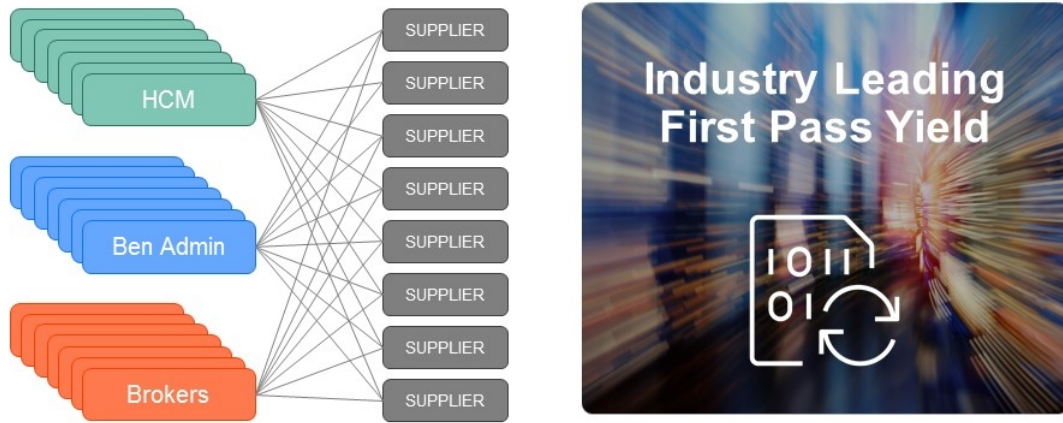 HCM
Ben Admin
Brokers
SUPPLIER
SUPPLIER
SUPPLIER
SUPPLIER
SUPPLIER
SUPPLIER
SUPPLIER
SUPPLIER
Industry Leading
First Pass Yield
1011
01